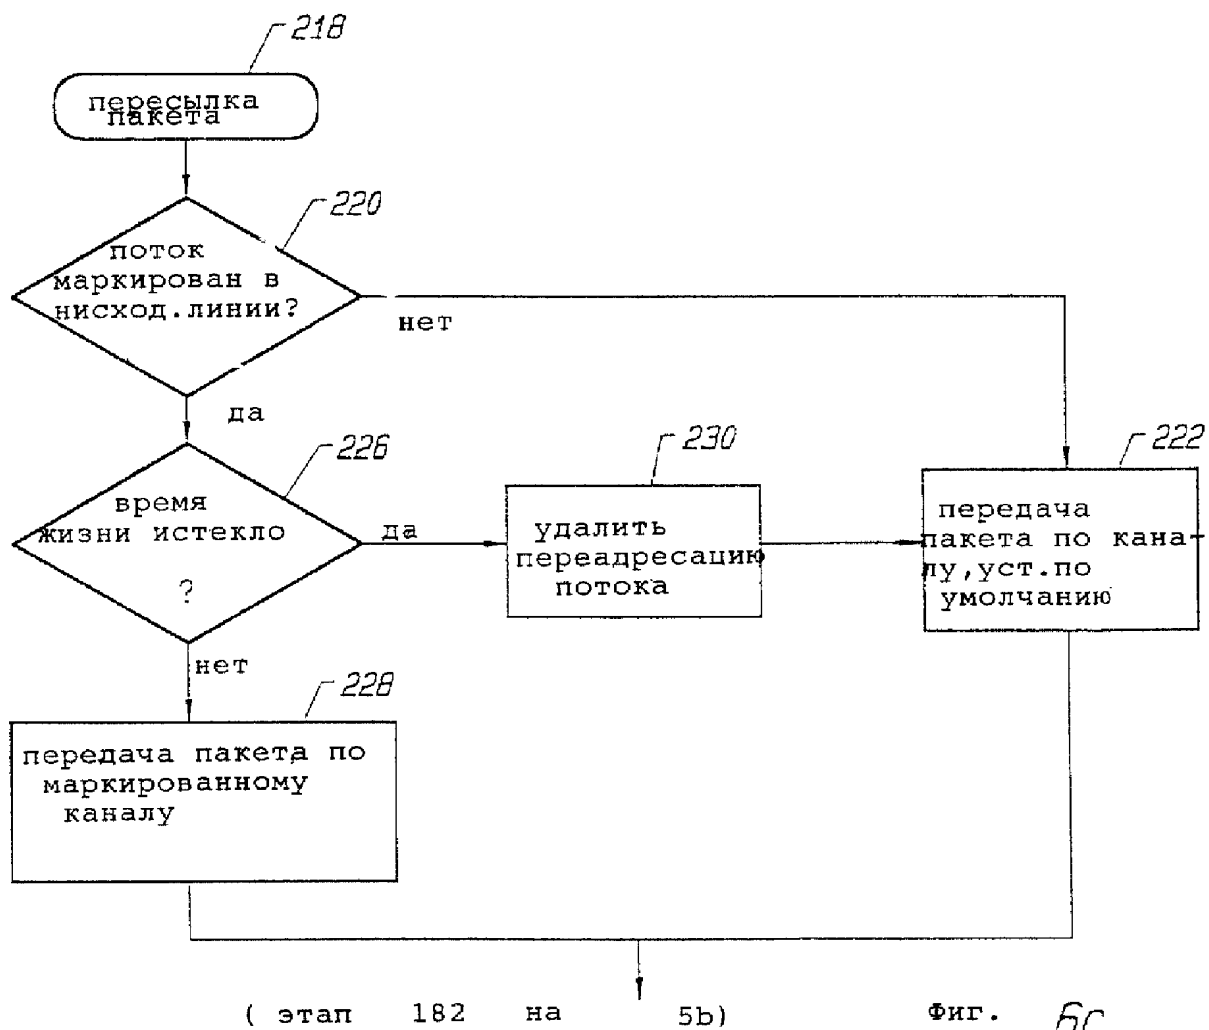 218
пересылка
пакета
220
поток
маркирован в
нисход.линии?
нет
да
226
время
жизни истекло
?
да
230
удалить
переадресацию
потока
222
передача
пакета по кана-
лу,уст.по
умолчанию
нет
228
передача пакета по
маркированному
каналу
( этап 182 на 5b)
Фиг. 6c